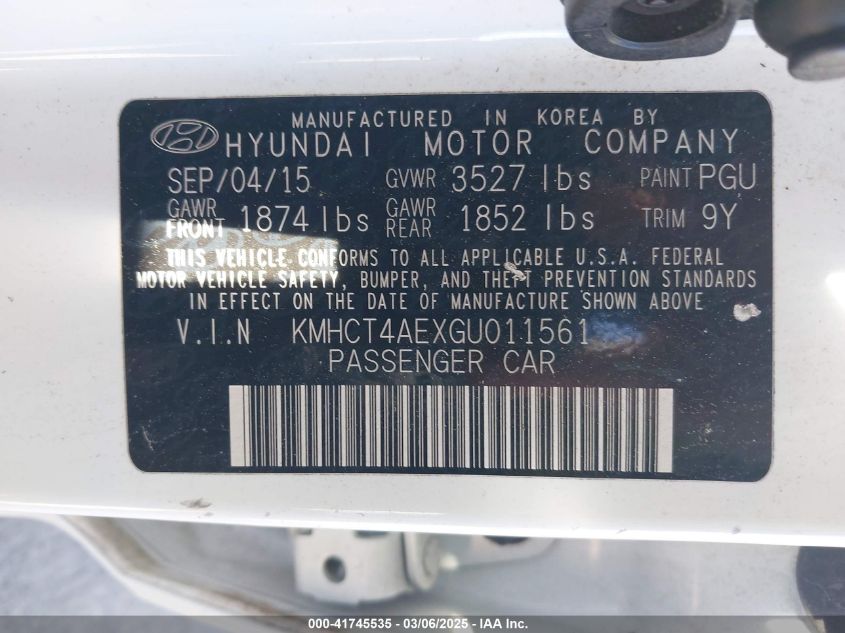 MANUFACTURED IN KOREA BY
HYUNDAI MOTOR COMPANY
SEP/04/15 GVWR 3527 lbs PAINT PGU
GAWR FRONT 1874 lbs GAWR REAR 1852 lbs TRIM 9Y
THIS VEHICLE CONFORMS TO ALL APPLICABLE U.S.A. FEDERAL
MOTOR VEHICLE SAFETY, BUMPER, AND THEFT PREVENTION STANDARDS
IN EFFECT ON THE DATE OF MANUFACTURE SHOWN ABOVE
V.I.N KMHCT4AEXGU011561
PASSENGER CAR
000-41745535 - 03/06/2025 - IAA Inc.